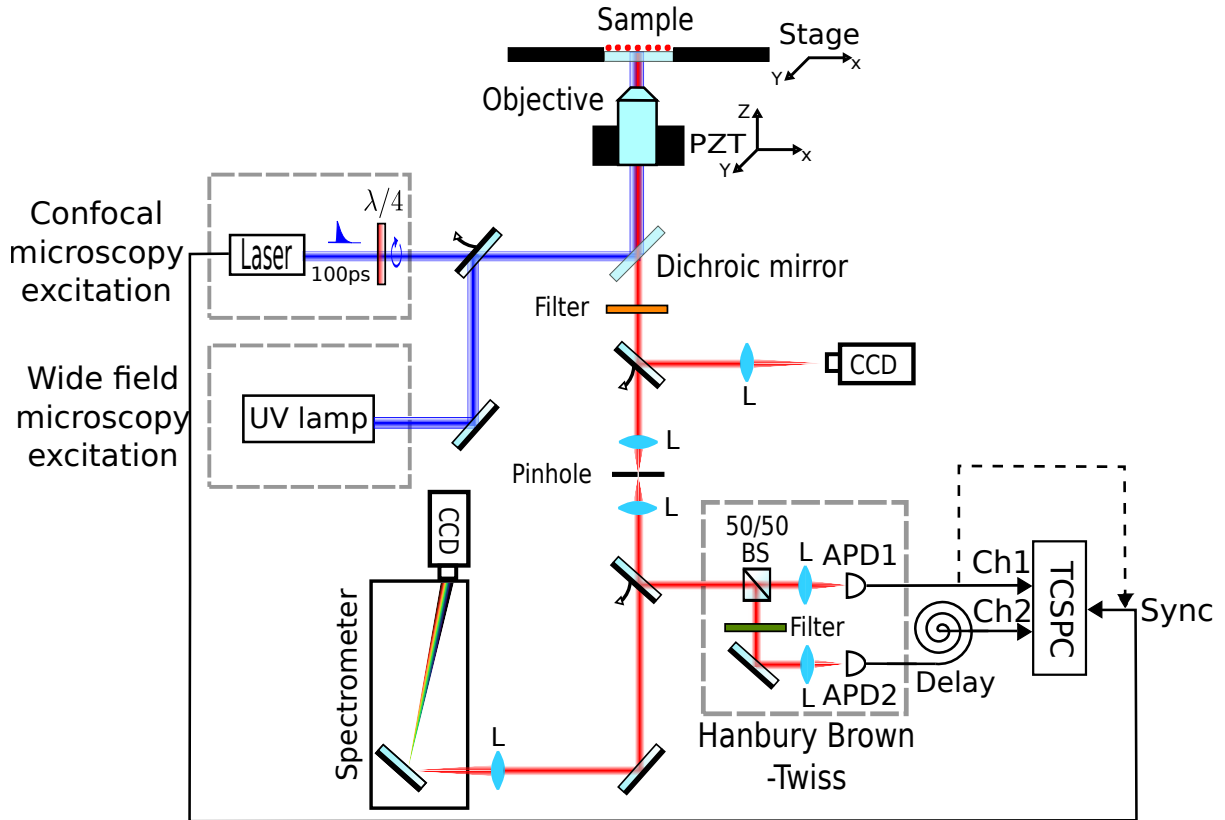 Sample
Stage
x
Y
Objective
Z
PZT
x
Y
Confocal
microscopy
excitation
Laser
100ps
λ/4
Dichroic mirror
Filter
CCD
L
Wide field
microscopy
excitation
UV lamp
L
Pinhole
L
CCD
Spectrometer
L
50/50
BS
L
APD1
Filter
L
APD2
Hanbury Brown
-Twiss
Ch1
Ch2
Delay
TCSPC
Sync